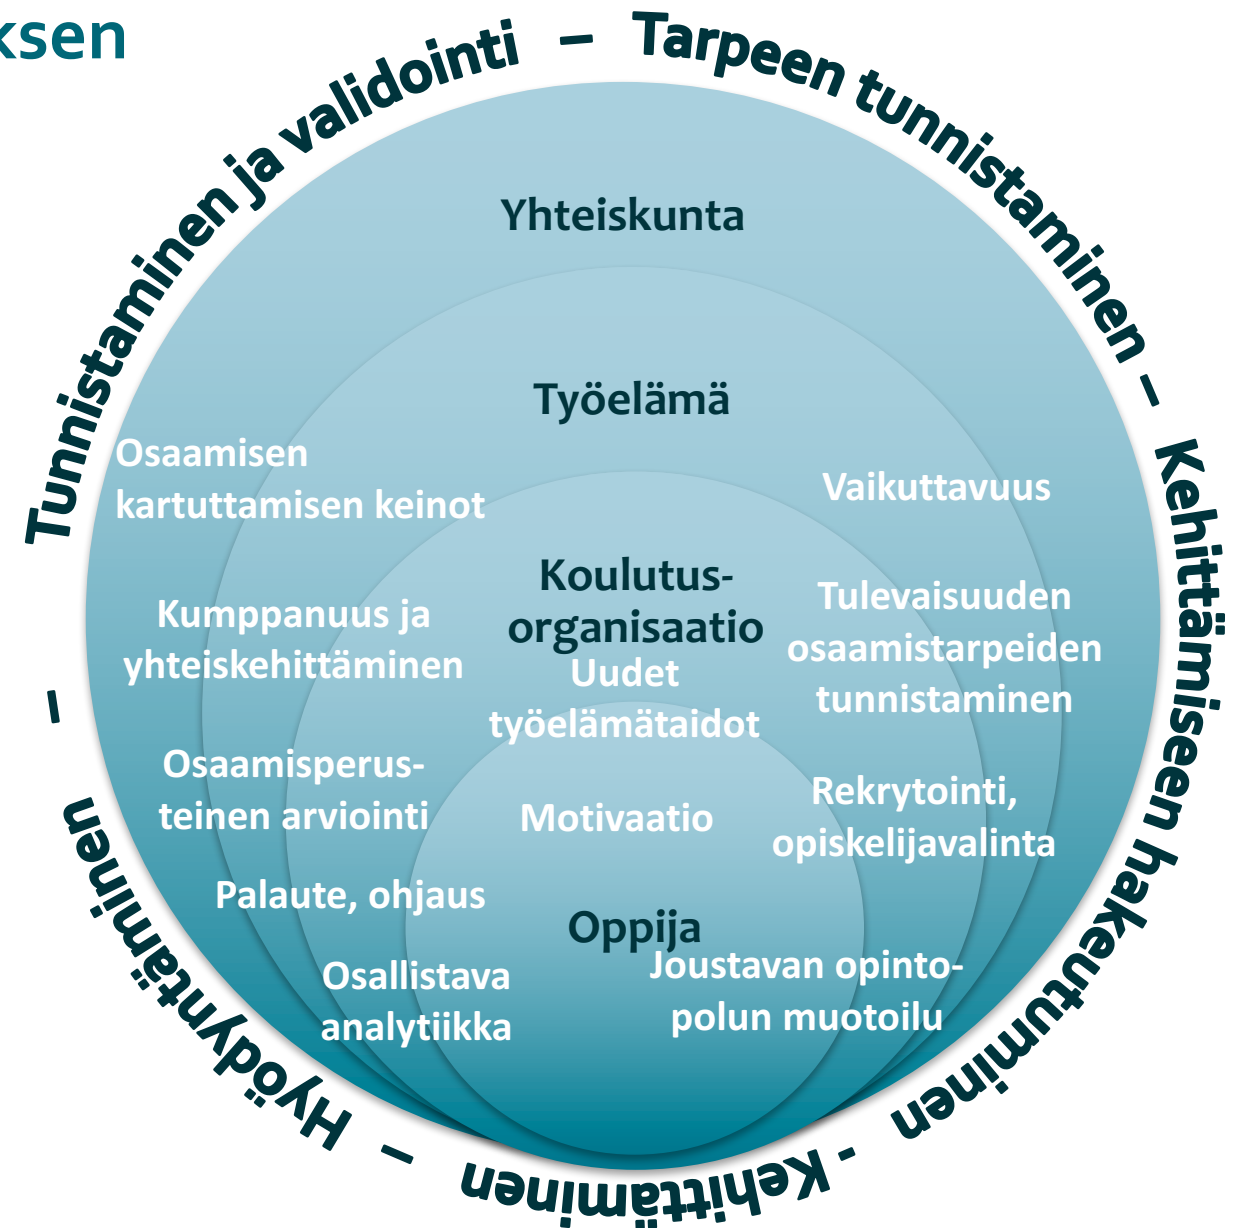 ksen
Tunnistaminen ja validointi – Tarpeen tunnistaminen – Kehittämiseen hakeutuminen - Kehittäminen – Hyödyntäminen –
Yhteiskunta
Työelämä
Osaamisen
kartuttamisen keinot
Vaikuttavuus
Koulutus-
organisaatio
Kumppanuus ja
yhteiskehittäminen
Uudet
työelämätaidot
Tulevaisuuden
osaamistarpeiden
tunnistaminen
Osaamisperus-
teinen arviointi
Motivaatio
Rekrytointi,
opiskelijavalinta
Palaute, ohjaus
Oppija
Osallistava
analytiikka
Joustavan opinto-
polun muotoilu